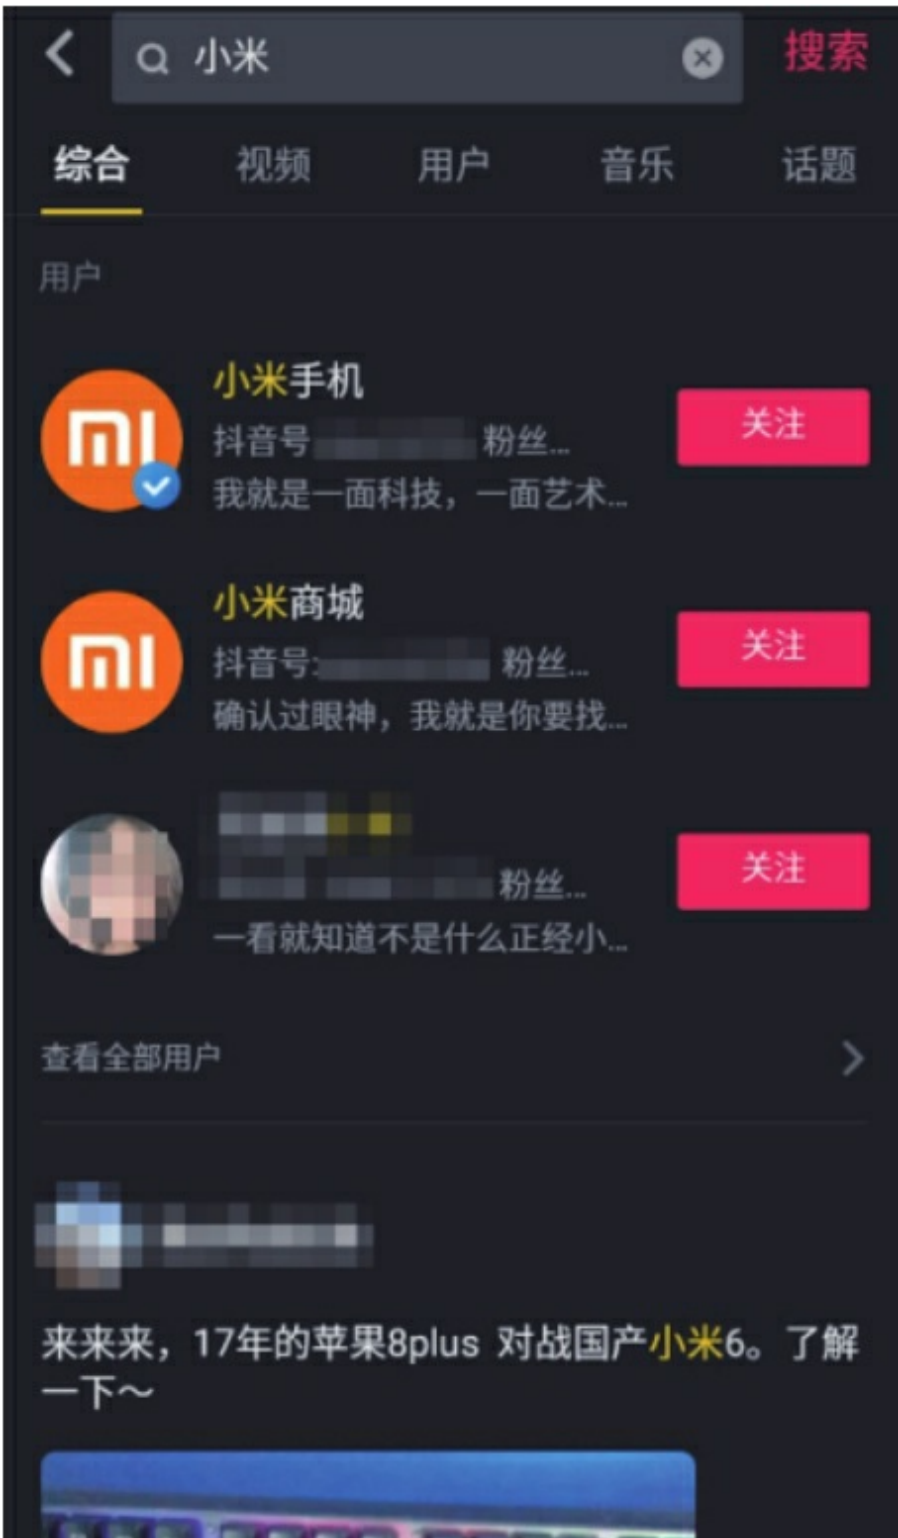 小米
搜索
综合 视频 用户 音乐 话题
用户
小米手机
抖音号 粉丝...
关注
我就是一面科技，一面艺术...
小米商城
抖音号: 粉丝...
关注
确认过眼神，我就是你要找...
粉丝...
关注
一看就知道不是什么正经小...
查看全部用户
来来来，17年的苹果8plus 对战国产小米6。了解
一下～